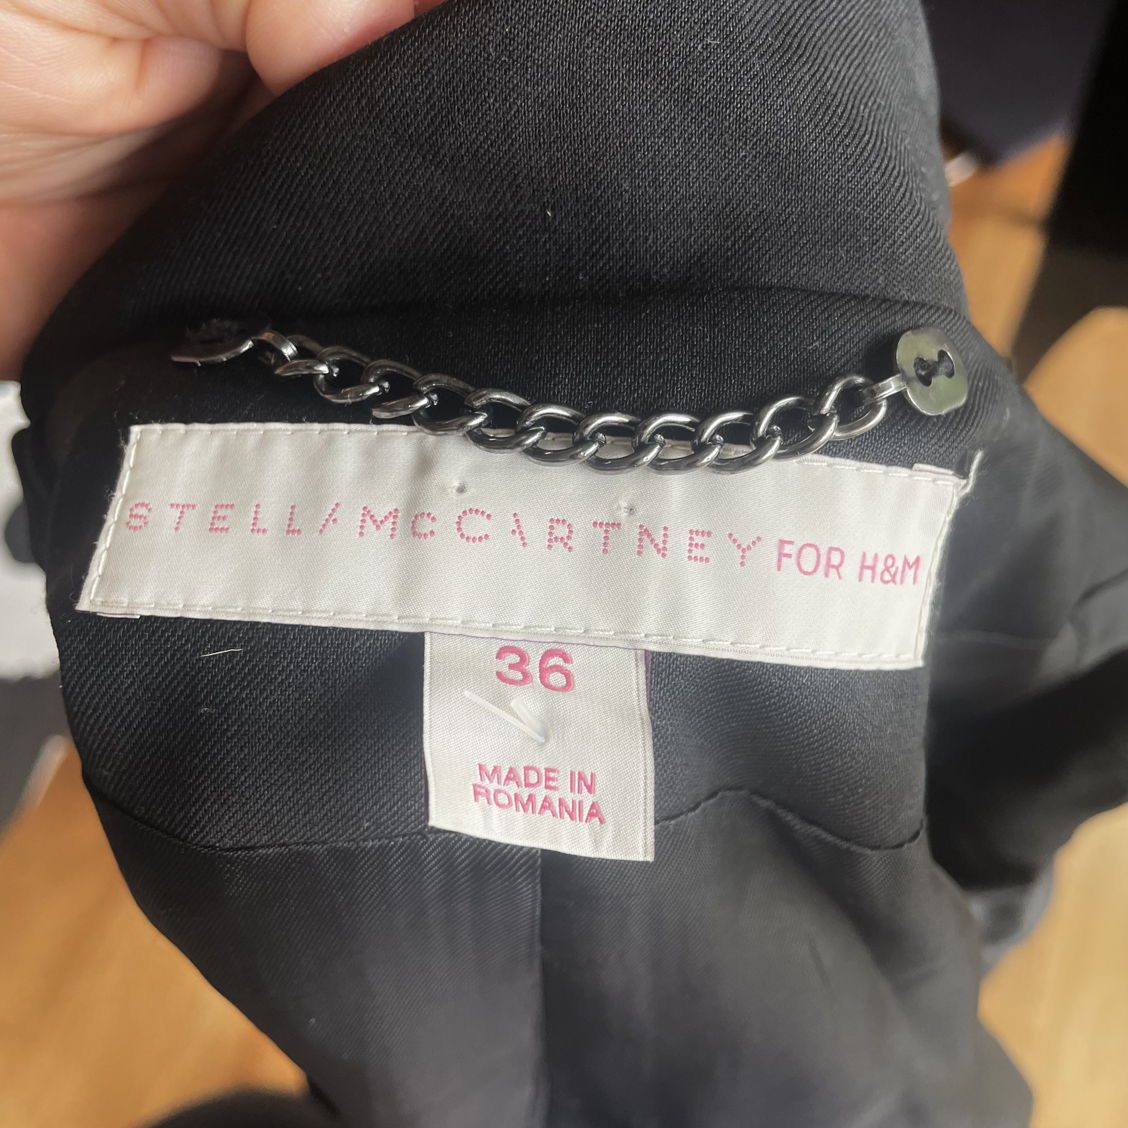 STELLA McCARTNEY FOR H&M
36
MADE IN
ROMANIA